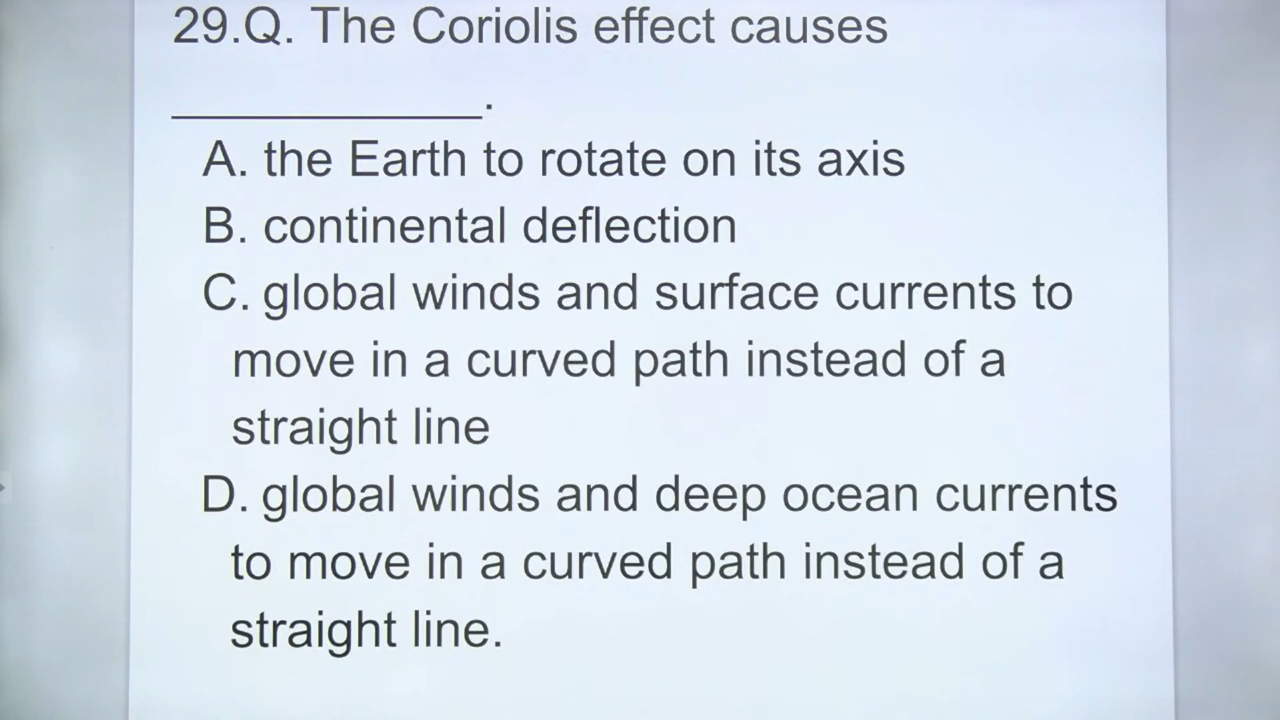 29.Q. The Coriolis effect causes
____________.
A. the Earth to rotate on its axis
B. continental deflection
C. global winds and surface currents to
move in a curved path instead of a
straight line
D. global winds and deep ocean currents
to move in a curved path instead of a
straight line.